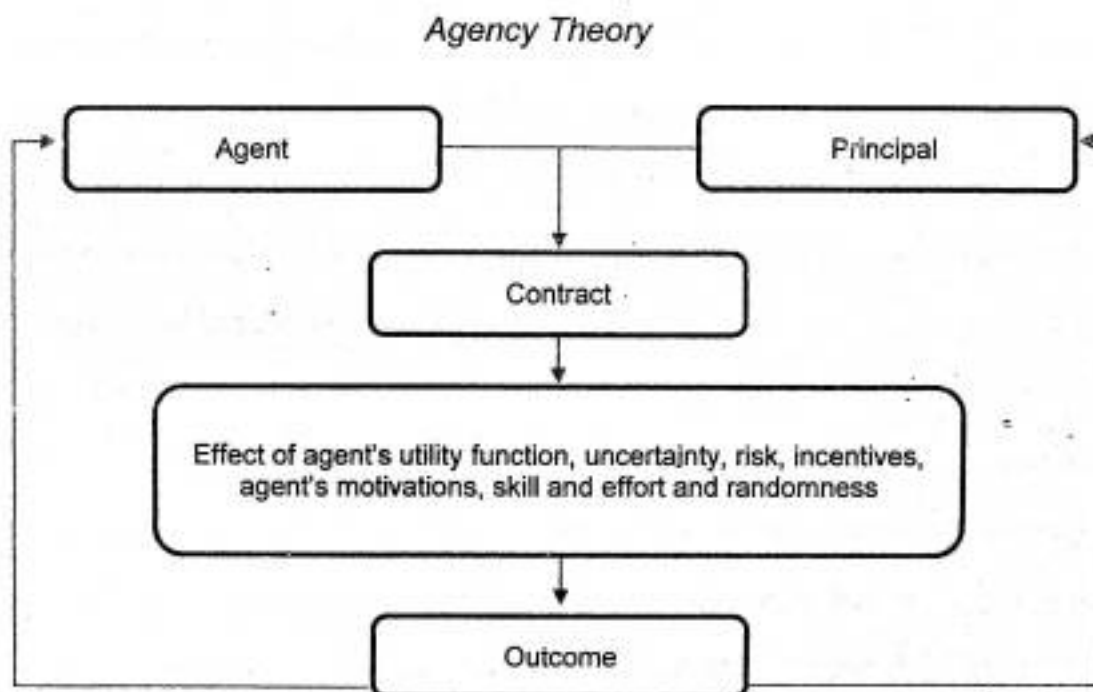 Agency Theory
Agent
Principal
Contract
Effect of agent's utility function, uncertainty, risk, incentives,
agent's motivations, skill and effort and randomness
Outcome